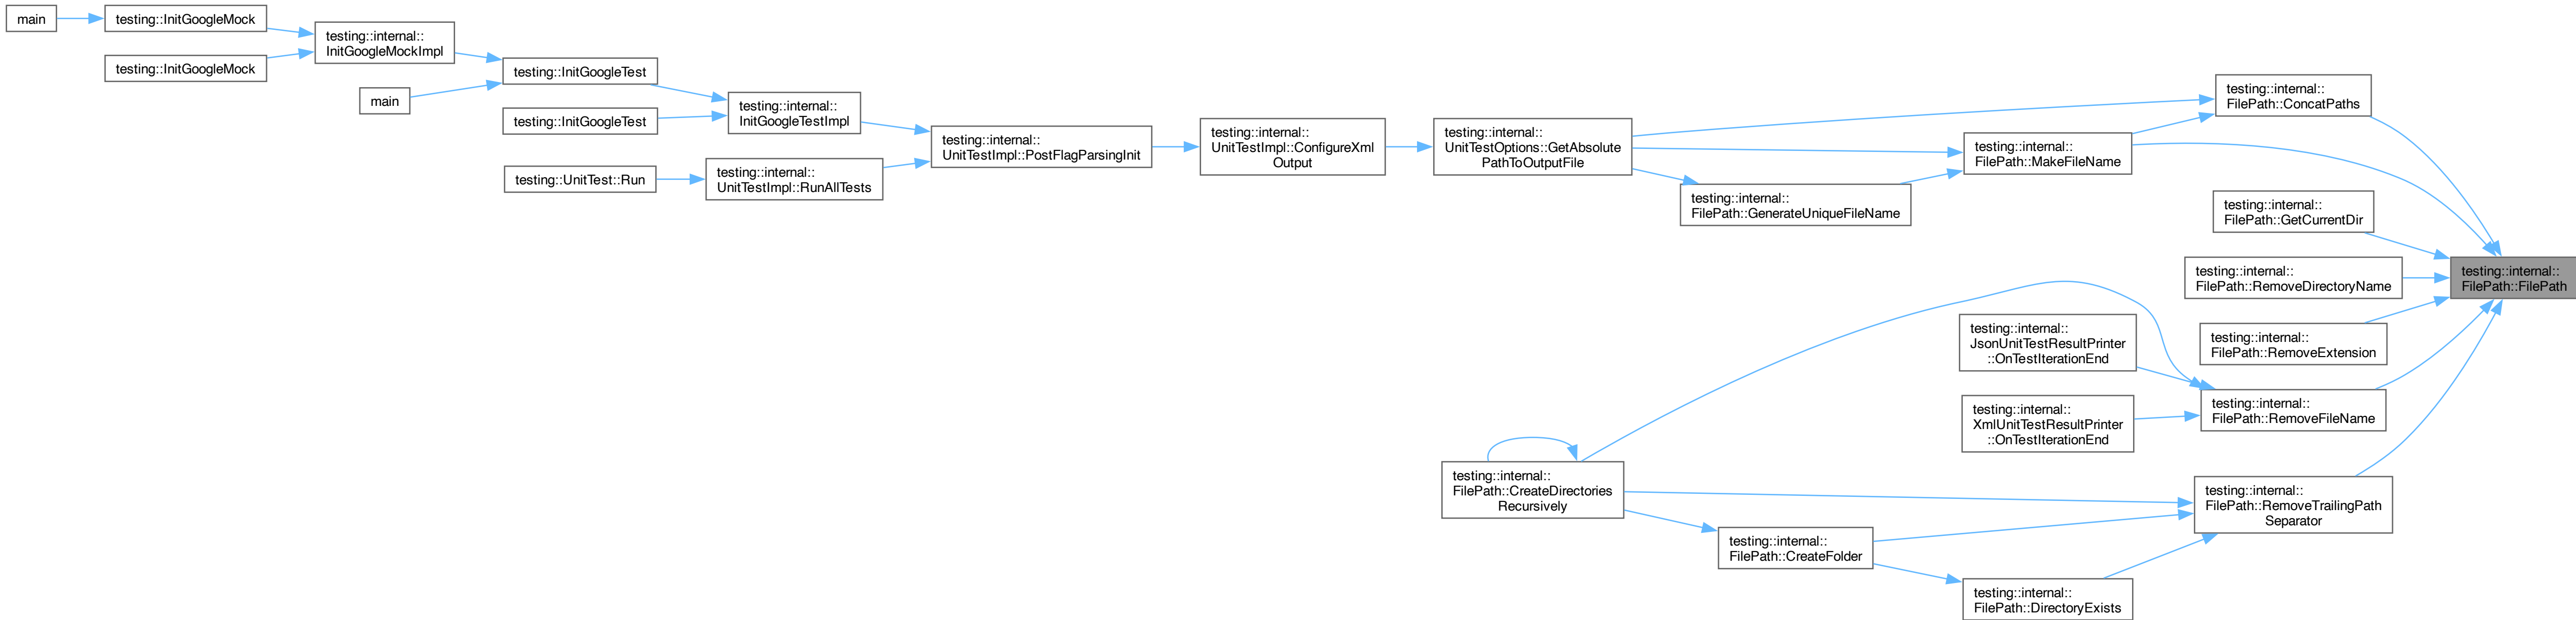 main
testing::InitGoogleMock
testing::InitGoogleMock
testing::internal::
InitGoogleMockImpl
main
testing::InitGoogleTest
testing::InitGoogleTest
testing::UnitTest::Run
testing::internal::
InitGoogleTestImpl
testing::internal::
UnitTestImpl::RunAllTests
testing::internal::
UnitTestImpl::PostFlagParsingInit
testing::internal::
UnitTestImpl::ConfigureXml
Output
testing::internal::
UnitTestOptions::GetAbsolute
PathToOutputFile
testing::internal::
FilePath::GenerateUniqueFileName
testing::internal::
FilePath::MakeFileName
testing::internal::
FilePath::ConcatPaths
testing::internal::
FilePath::GetCurrentDir
testing::internal::
FilePath::RemoveDirectoryName
testing::internal::
FilePath::FilePath
testing::internal::
FilePath::RemoveExtension
testing::internal::
JsonUnitTestResultPrinter
::OnTestIterationEnd
testing::internal::
FilePath::RemoveFileName
testing::internal::
XmlUnitTestResultPrinter
::OnTestIterationEnd
testing::internal::
FilePath::CreateDirectories
Recursively
testing::internal::
FilePath::RemoveTrailingPath
Separator
testing::internal::
FilePath::CreateFolder
testing::internal::
FilePath::DirectoryExists